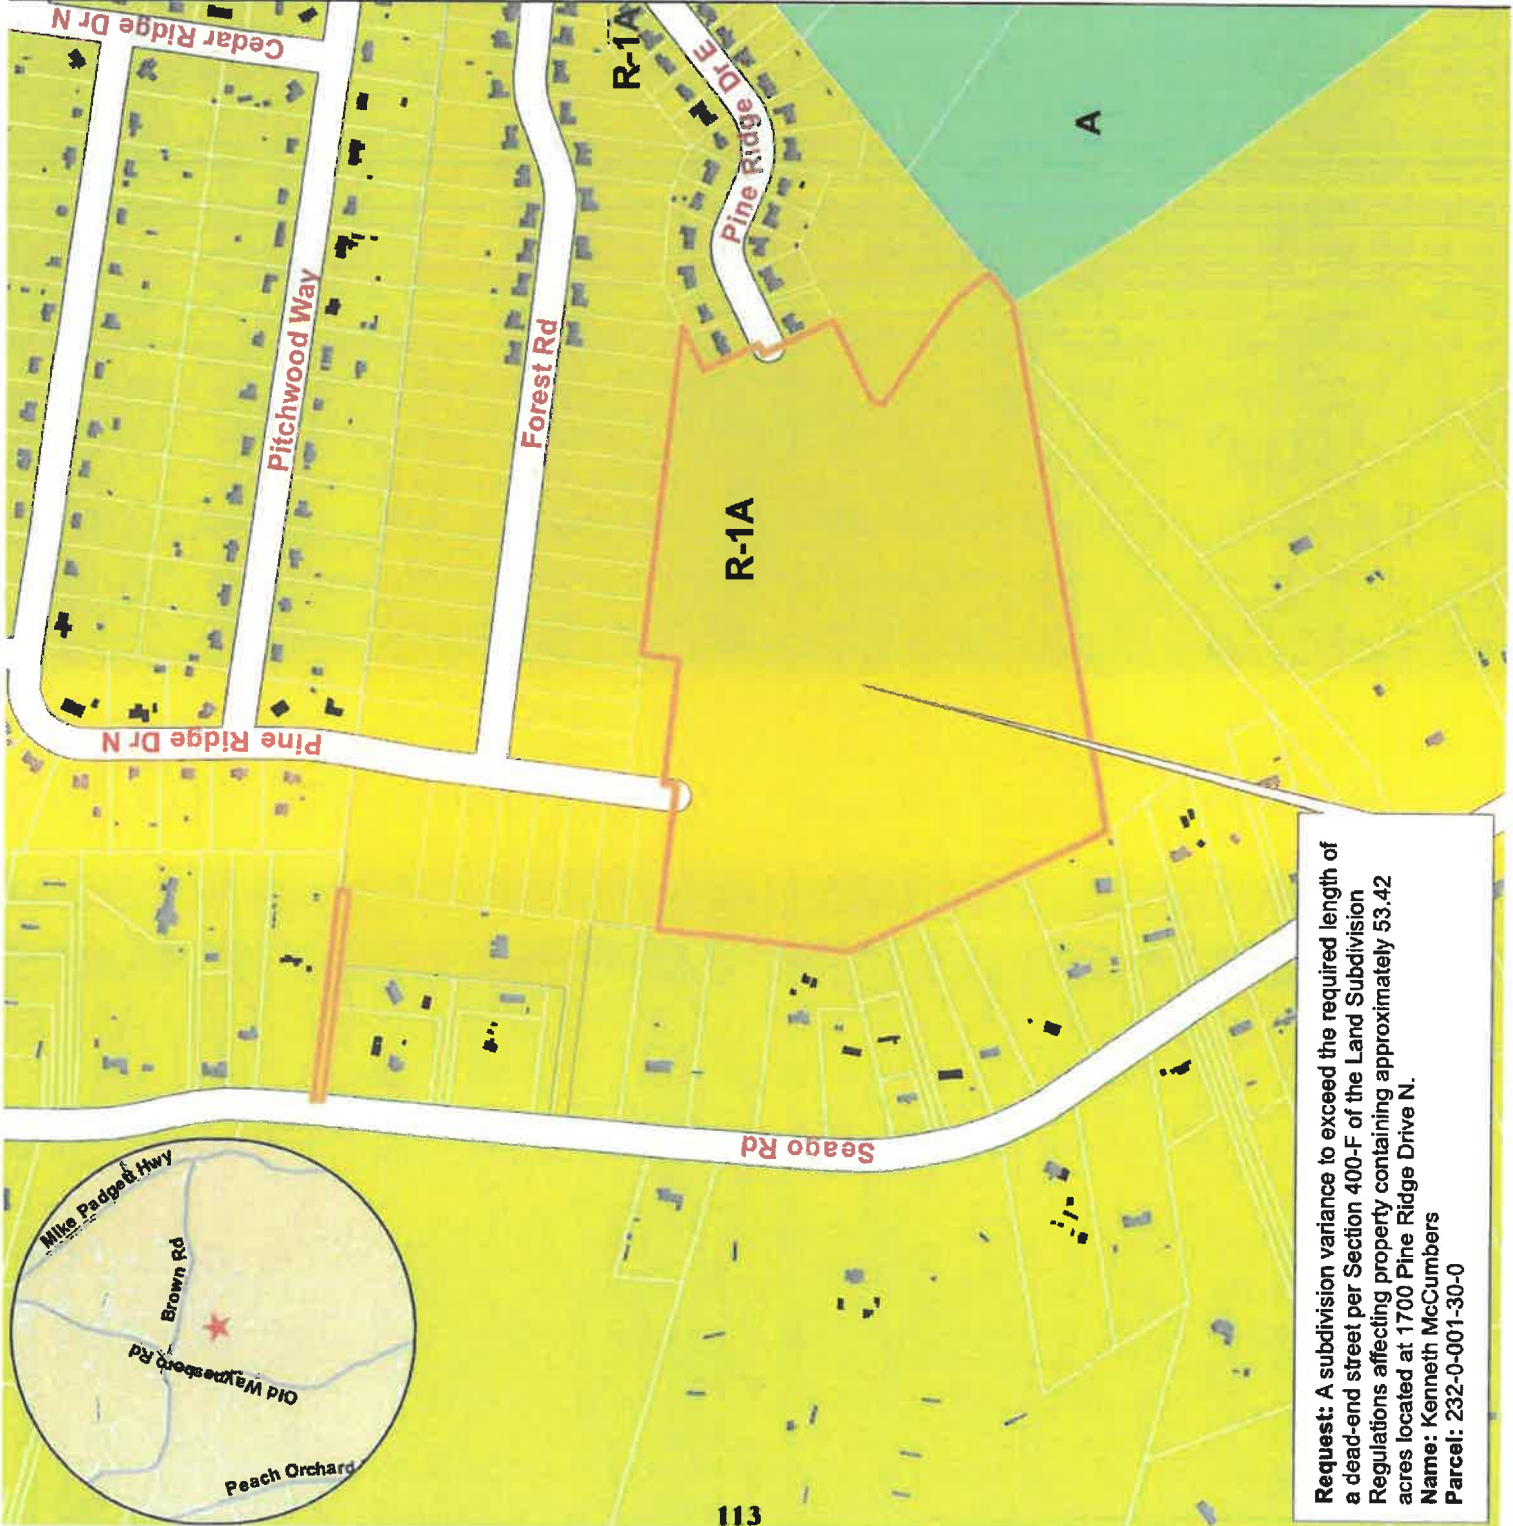 Cedar Ridge Dr N
Pitchwood Way
Forest Rd
R-1A
Pine Ridge Dr E
A
R-1A
Pine Ridge Dr N
Seago Rd
Mike Padgett Hwy
Brown Rd
Old Waynesboro Rd
Peach Orchard
Request: A subdivision variance to exceed the required length of
a dead-end street per Section 400-F of the Land Subdivision
Regulations affecting property containing approximately 53.42
acres located at 1700 Pine Ridge Drive N.
Name: Kenneth McCumbers
Parcel: 232-0-001-30-0
113